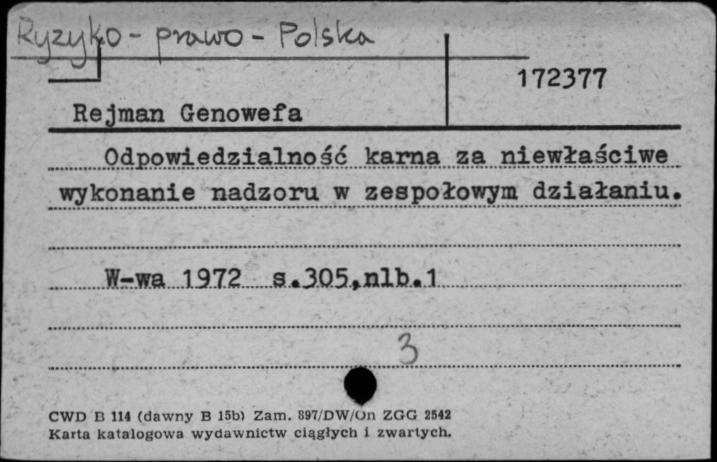 Ryzyko - prawo - Polska
172377
Rejman Genowefa
Odpowiedzialność karna za niewłaściwe
wykonanie nadzoru w zespołowym działaniu.
W-wa 1972 s.305,nlb.1
3
CWD B 114 (dawny B 15b) Zam. 897/DW/On ZGG 2542
Karta katalogowa wydawnictw ciągłych i zwartych.